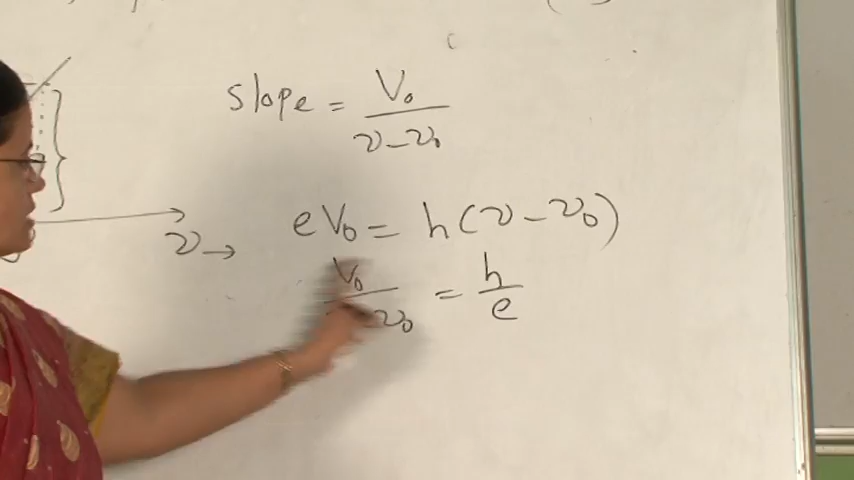 slope = V₀ / ν - ν₀
ν →
eV₀ = h(ν - ν₀)
V₀ / - ν₀ = h / e